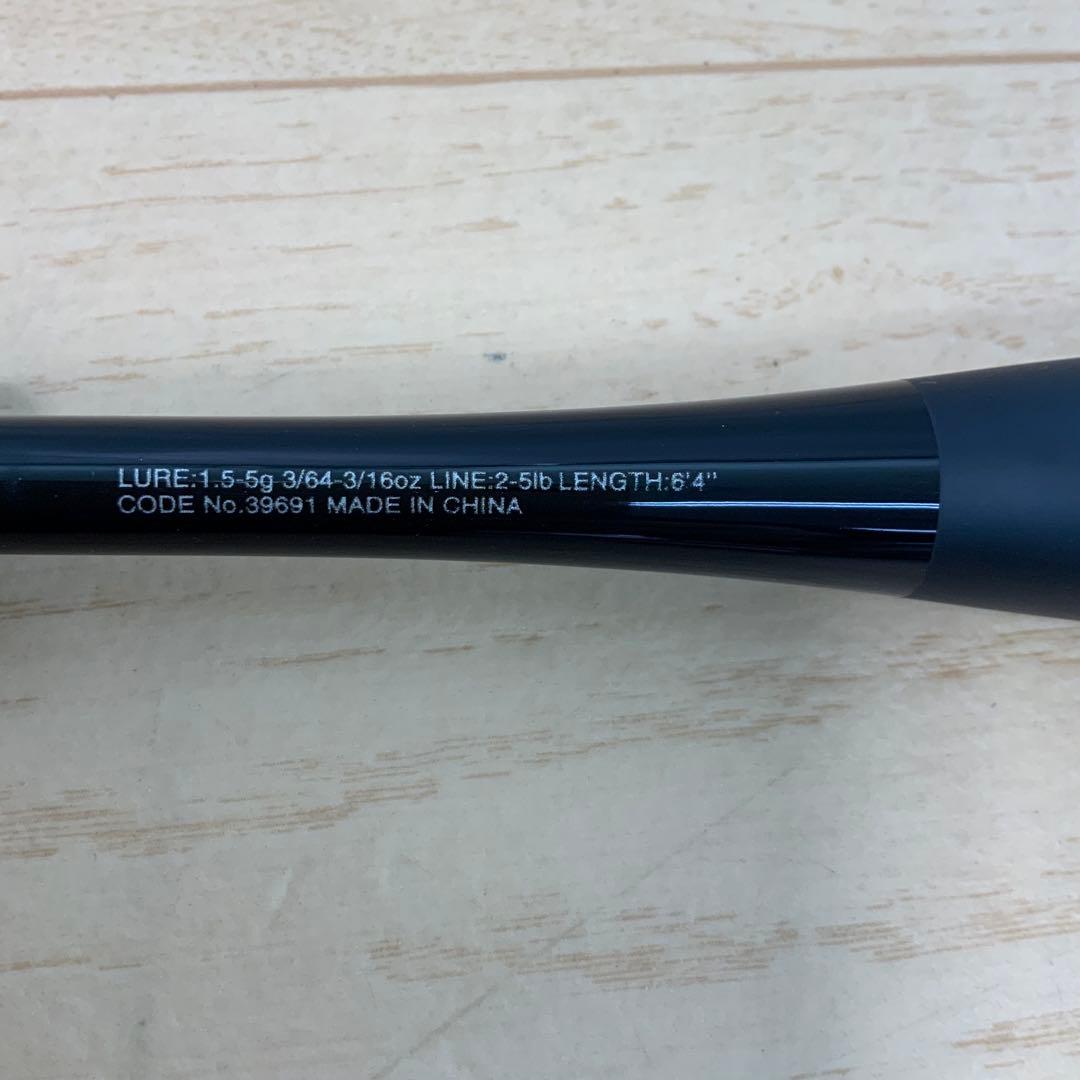 LURE:1.5-5g 3/64-3/16oz LINE:2-5lb LENGTH:6'4"
CODE No.39691 MADE IN CHINA